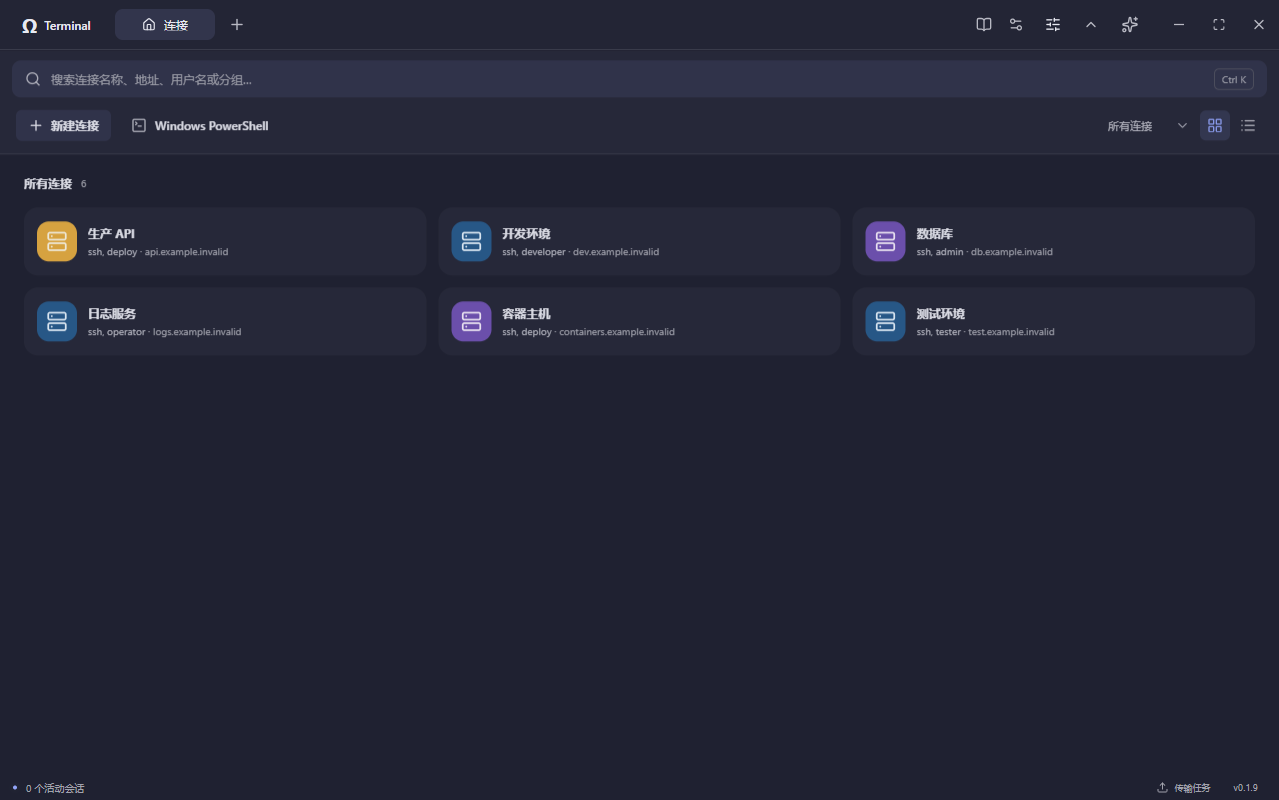 Ω Terminal
连接
搜索连接名称、地址、用户名或分组...
Ctrl K
新建连接
Windows PowerShell
所有连接
所有连接 6
生产 API
ssh, deploy · api.example.invalid
开发环境
ssh, developer · dev.example.invalid
数据库
ssh, admin · db.example.invalid
日志服务
ssh, operator · logs.example.invalid
容器主机
ssh, deploy · containers.example.invalid
测试环境
ssh, tester · test.example.invalid
0 个活动会话
传输任务
v0.1.9